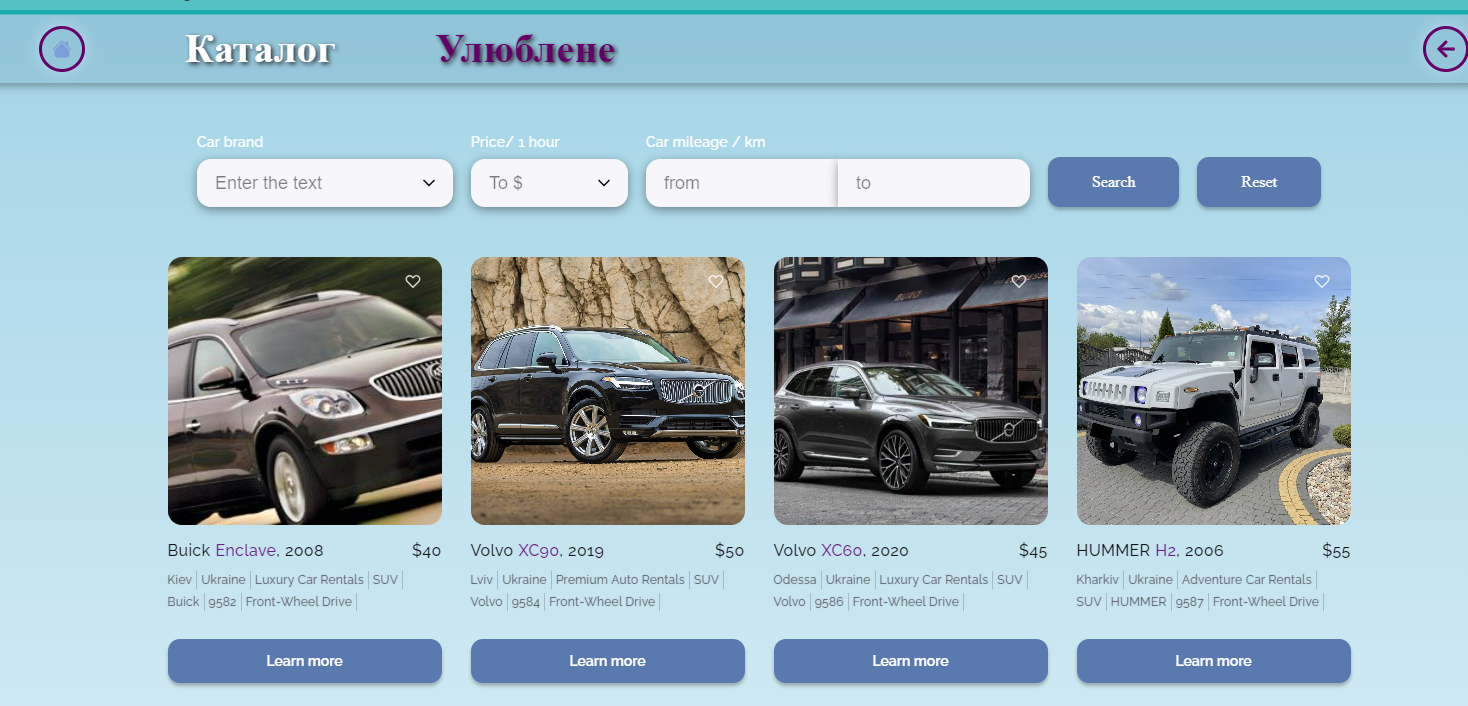 Каталог Улюблене
Car brand Price/ 1 hour Car mileage / km
Enter the text To $ from to Search Reset
Buick Enclave, 2008 $40 Volvo XC90, 2019 $50 Volvo XC60, 2020 $45 HUMMER H2, 2006 $55
Kiev Ukraine Luxury Car Rentals SUV Lviv Ukraine Premium Auto Rentals SUV Odessa Ukraine Luxury Car Rentals SUV Kharkiv Ukraine Adventure Car Rentals
Buick 9582 Front-Wheel Drive Volvo 9584 Front-Wheel Drive Volvo 9586 Front-Wheel Drive SUV HUMMER 9587 Front-Wheel Drive
Learn more Learn more Learn more Learn more